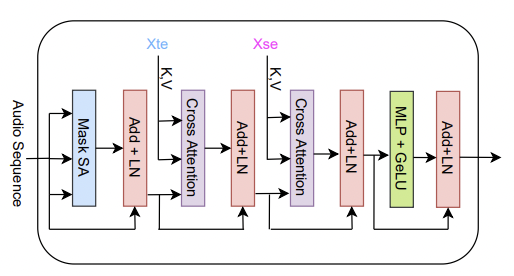 Xte
Xse
K,V
K,V
Audio Sequence
Mask SA
Add + LN
Cross Attention
Add+LN
Cross Attention
Add+LN
MLP + GeLU
Add+LN